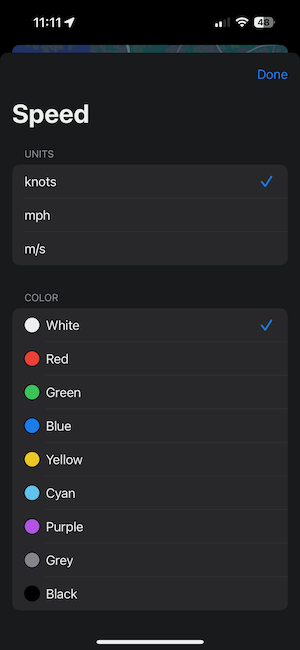 11:11
48
Done
Speed
UNITS
knots
mph
m/s
COLOR
White
Red
Green
Blue
Yellow
Cyan
Purple
Grey
Black